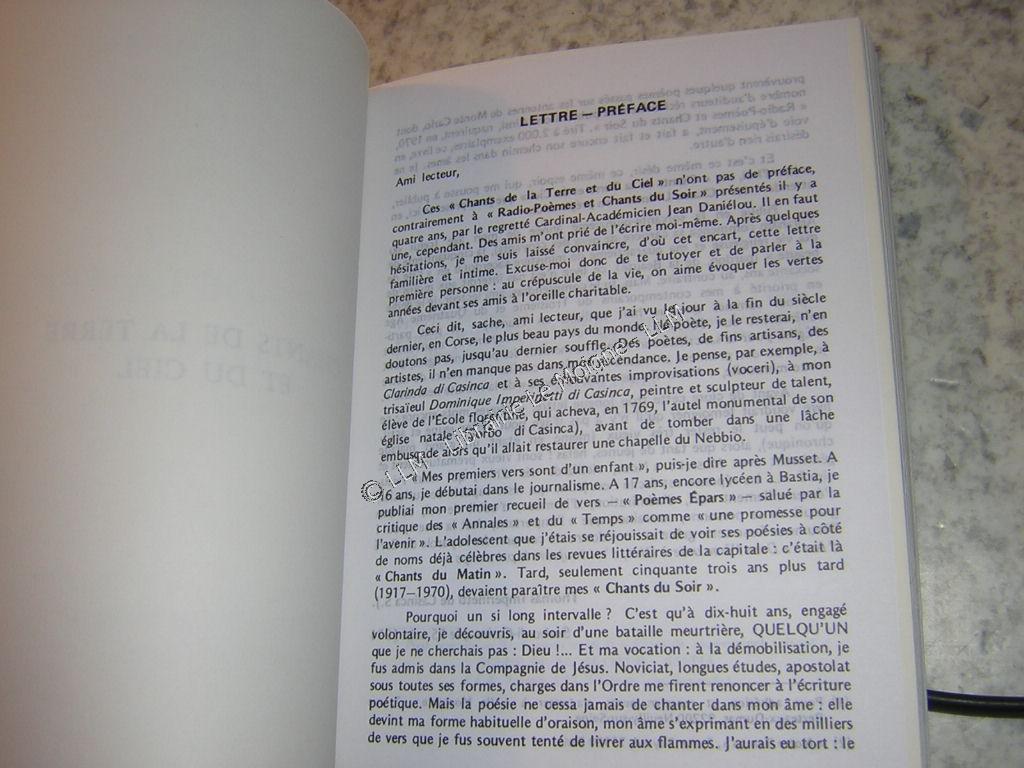 LETTRE — PRÉFACE
Ami lecteur,
Ces « Chants de la Terre et du Ciel » n'ont pas de préface,
contrairement à « Radio-Poèmes et Chants du Soir » présentés il y a
quatre ans, par le regretté Cardinal-Académicien Jean Daniélou. Il en faut
une, cependant. Des amis m'ont prié de l'écrire moi-même. Après quelques
hésitations, je me suis laissé convaincre, d'où cet encart, cette lettre
familière et intime. Excuse-moi donc de te tutoyer et de parler à la
première personne : au crépuscule de la vie, on aime évoquer les vertes
années devant ses amis à l'oreille charitable.
Ceci dit, sache, ami lecteur, que j'ai vu le jour à la fin du siècle
dernier, en Corse, le plus beau pays du monde. Né poète, je le resterai, n'en
doutons pas, jusqu'au dernier souffle. Des poètes, de fins artisans, des
artistes, il n'en manque pas dans mon ascendance. Je pense, par exemple, à
Clarinda di Casinca et à ses émouvantes improvisations (voceri), à mon
trisaïeul Dominique Imperinetti di Casinca, peintre et sculpteur de talent,
élève de l'École florentine, qui acheva, en 1769, l'autel monumental de son
église natale di Casinca), avant de tomber dans une lâche
embuscade alors qu'il allait restaurer une chapelle du Nebbio.
« Mes premiers vers sont d'un enfant », puis-je dire après Musset. A
16 ans, je débutai dans le journalisme. A 17 ans, encore lycéen à Bastia, je
publiai mon premier recueil de vers — « Poèmes Épars » — salué par la
critique des « Annales » et du « Temps » comme « une promesse pour
l'avenir ». L'adolescent que j'étais se réjouissait de voir ses poésies à côté
de noms déjà célèbres dans les revues littéraires de la capitale : c'était là
« Chants du Matin ». Tard, seulement cinquante trois ans plus tard
(1917—1970), devaient paraître mes « Chants du Soir ».
Pourquoi un si long intervalle ? C'est qu'à dix-huit ans, engagé
volontaire, je découvris, au soir d'une bataille meurtrière, QUELQU'UN
que je ne cherchais pas : Dieu !... Et ma vocation : à la démobilisation, je
fus admis dans la Compagnie de Jésus. Noviciat, longues études, apostolat
sous toutes ses formes, charges dans l'Ordre me firent renoncer à l'écriture
poétique. Mais la poésie ne cessa jamais de chanter dans mon âme : elle
devint ma forme habituelle d'oraison, mon âme s'exprimant en des milliers
de vers que je fus souvent tenté de livrer aux flammes. J'aurais eu tort : le
© LLM Librairie Le Moigne LLM